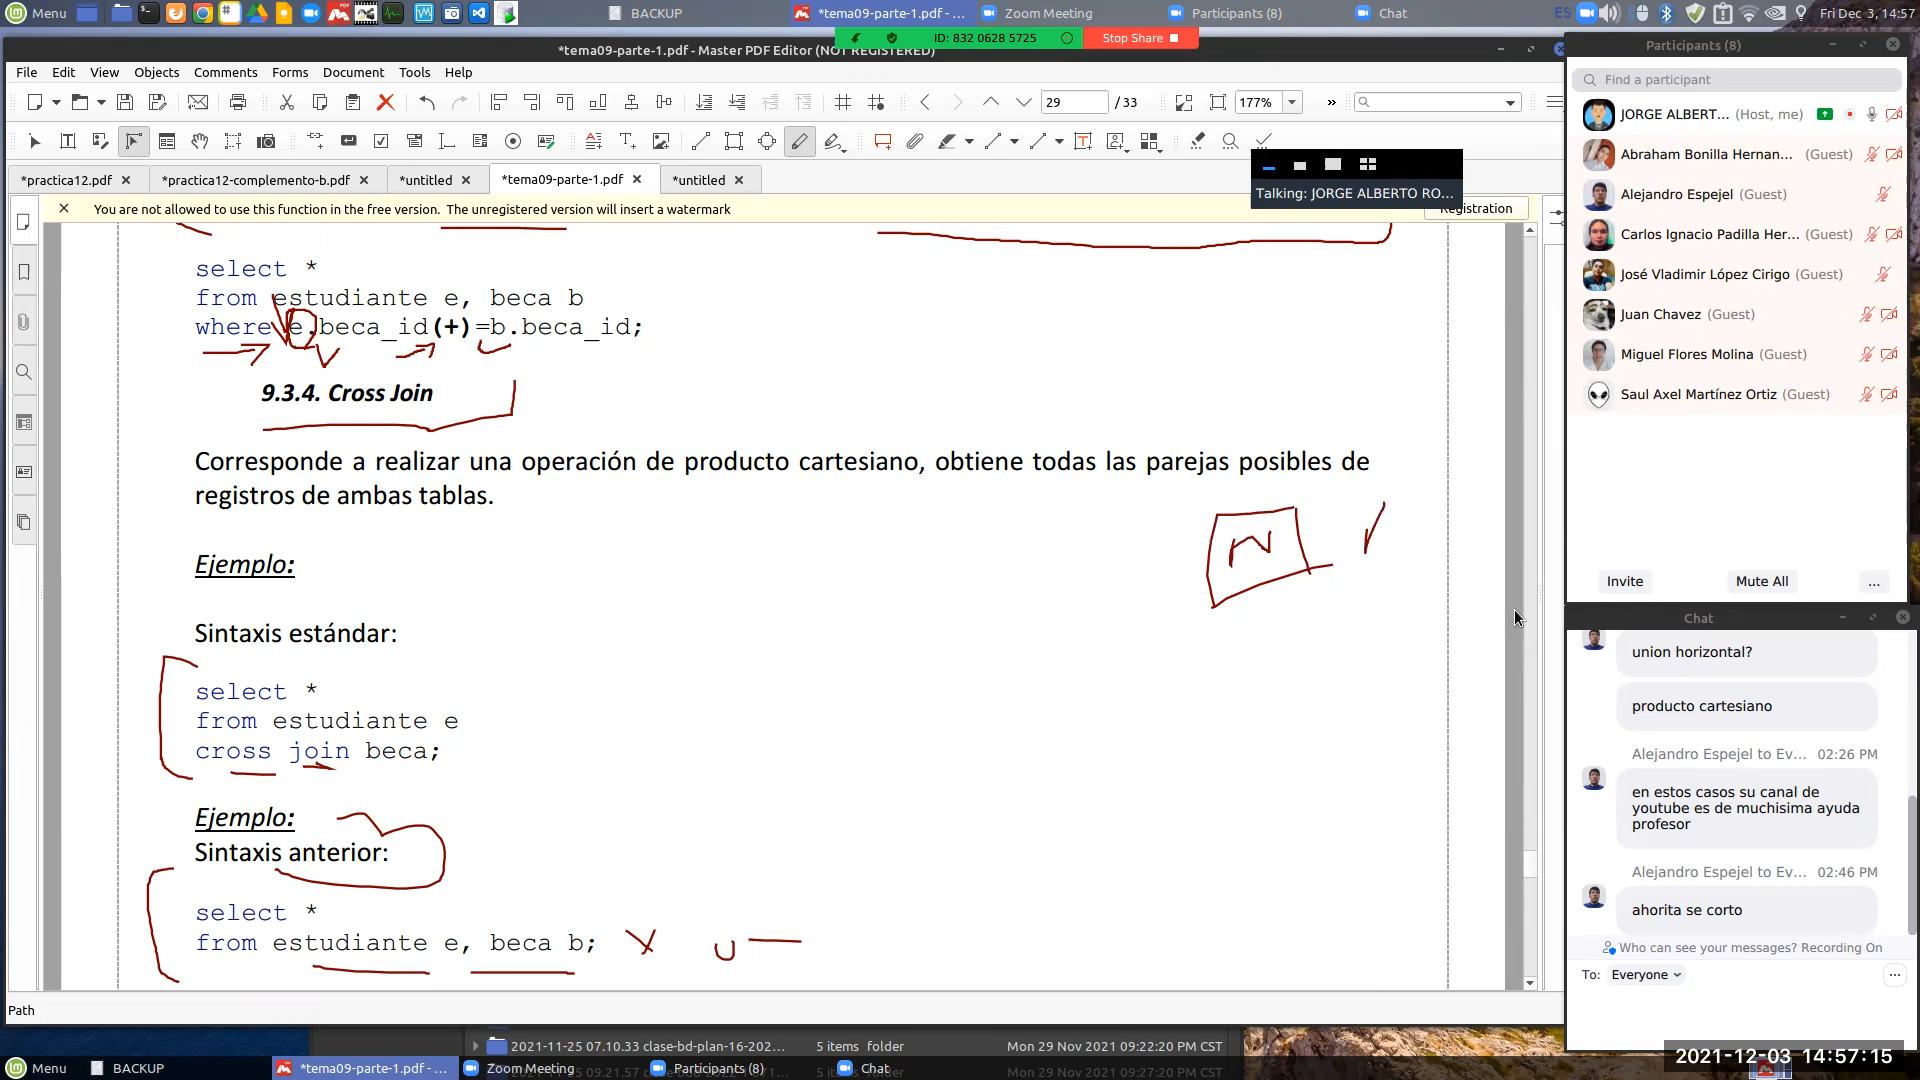 Menu
BACKUP
*tema09-parte-1.pdf - ...
Zoom Meeting
Participants (8)
Chat
ES
Fri Dec 3, 14:57
*tema09-parte-1.pdf - Master PDF Editor (NOT REGISTERED)
ID: 832 0628 5725
Stop Share
File Edit View Objects Comments Forms Document Tools Help
29 / 33
177%
*practica12.pdf
*practica12-complemento-b.pdf
*untitled
*tema09-parte-1.pdf
*untitled
Talking: JORGE ALBERTO RO...
You are not allowed to use this function in the free version. The unregistered version will insert a watermark
Registration
select *
from estudiante e, beca b
where e.beca_id(+)=b.beca_id;
9.3.4. Cross Join
Corresponde a realizar una operación de producto cartesiano, obtiene todas las parejas posibles de
registros de ambas tablas.
N
Ejemplo:
Sintaxis estándar:
select *
from estudiante e
cross join beca;
Ejemplo:
Sintaxis anterior:
select *
from estudiante e, beca b;
Path
Participants (8)
Find a participant
JORGE ALBERT... (Host, me)
Abraham Bonilla Hernan... (Guest)
Alejandro Espejel (Guest)
Carlos Ignacio Padilla Her... (Guest)
José Vladimir López Cirigo (Guest)
Juan Chavez (Guest)
Miguel Flores Molina (Guest)
Saul Axel Martínez Ortiz (Guest)
Invite
Mute All
...
Chat
union horizontal?
producto cartesiano
Alejandro Espejel to Ev... 02:26 PM
en estos casos su canal de
youtube es de muchisima ayuda
profesor
Alejandro Espejel to Ev... 02:46 PM
ahorita se corto
Who can see your messages? Recording On
To: Everyone
2021-11-25 07.10.33 clase-bd-plan-16-202... 5 items folder Mon 29 Nov 2021 09:22:20 PM CST
Menu
BACKUP
*tema09-parte-1.pdf - ...
Zoom Meeting
Participants (8)
Chat
2021-12-03 14:57:15